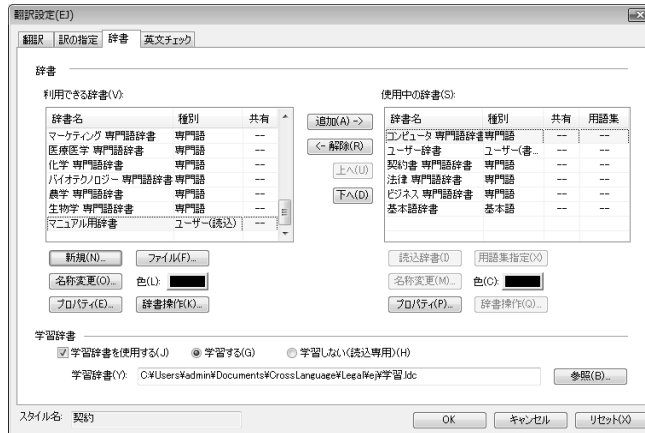 翻訳設定(EJ)
翻訳 訳の指定 辞書 英文チェック
辞書
利用できる辞書(V):
辞書名 種別 共有
マーケティング 専門語辞書 専門語 --
医療医学 専門語辞書 専門語 --
化学 専門語辞書 専門語 --
バイオテクノロジー 専門語辞書 専門語 --
農学 専門語辞書 専門語 --
生物学 専門語辞書 専門語 --
マニュアル用辞書 ユーザー(読込) --
追加(A) ->
<- 解除(R)
上へ(U)
下へ(D)
使用中の辞書(S):
辞書名 種別 共有 用語集
コンピュータ 専門語辞書 専門語 -- --
ユーザー辞書 ユーザー(書... -- --
契約書 専門語辞書 専門語 -- --
法律 専門語辞書 専門語 -- --
ビジネス 専門語辞書 専門語 -- --
基本語辞書 基本語 -- --
新規(N)... ファイル(F)...
名称変更(O)... 色(L):
プロパティ(E)... 辞書操作(K)...
読込辞書(I) 用語集指定(X)
名称変更(M)... 色(C):
プロパティ(P)... 辞書操作(Q)...
学習辞書
学習辞書を使用する(J) 学習する(G) 学習しない(読込専用)(H)
学習辞書(Y): C:¥Users¥admin¥Documents¥CrossLanguage¥Legal¥ej¥学習.ldc 参照(B)...
スタイル名: 契約
OK キャンセル リセット(X)